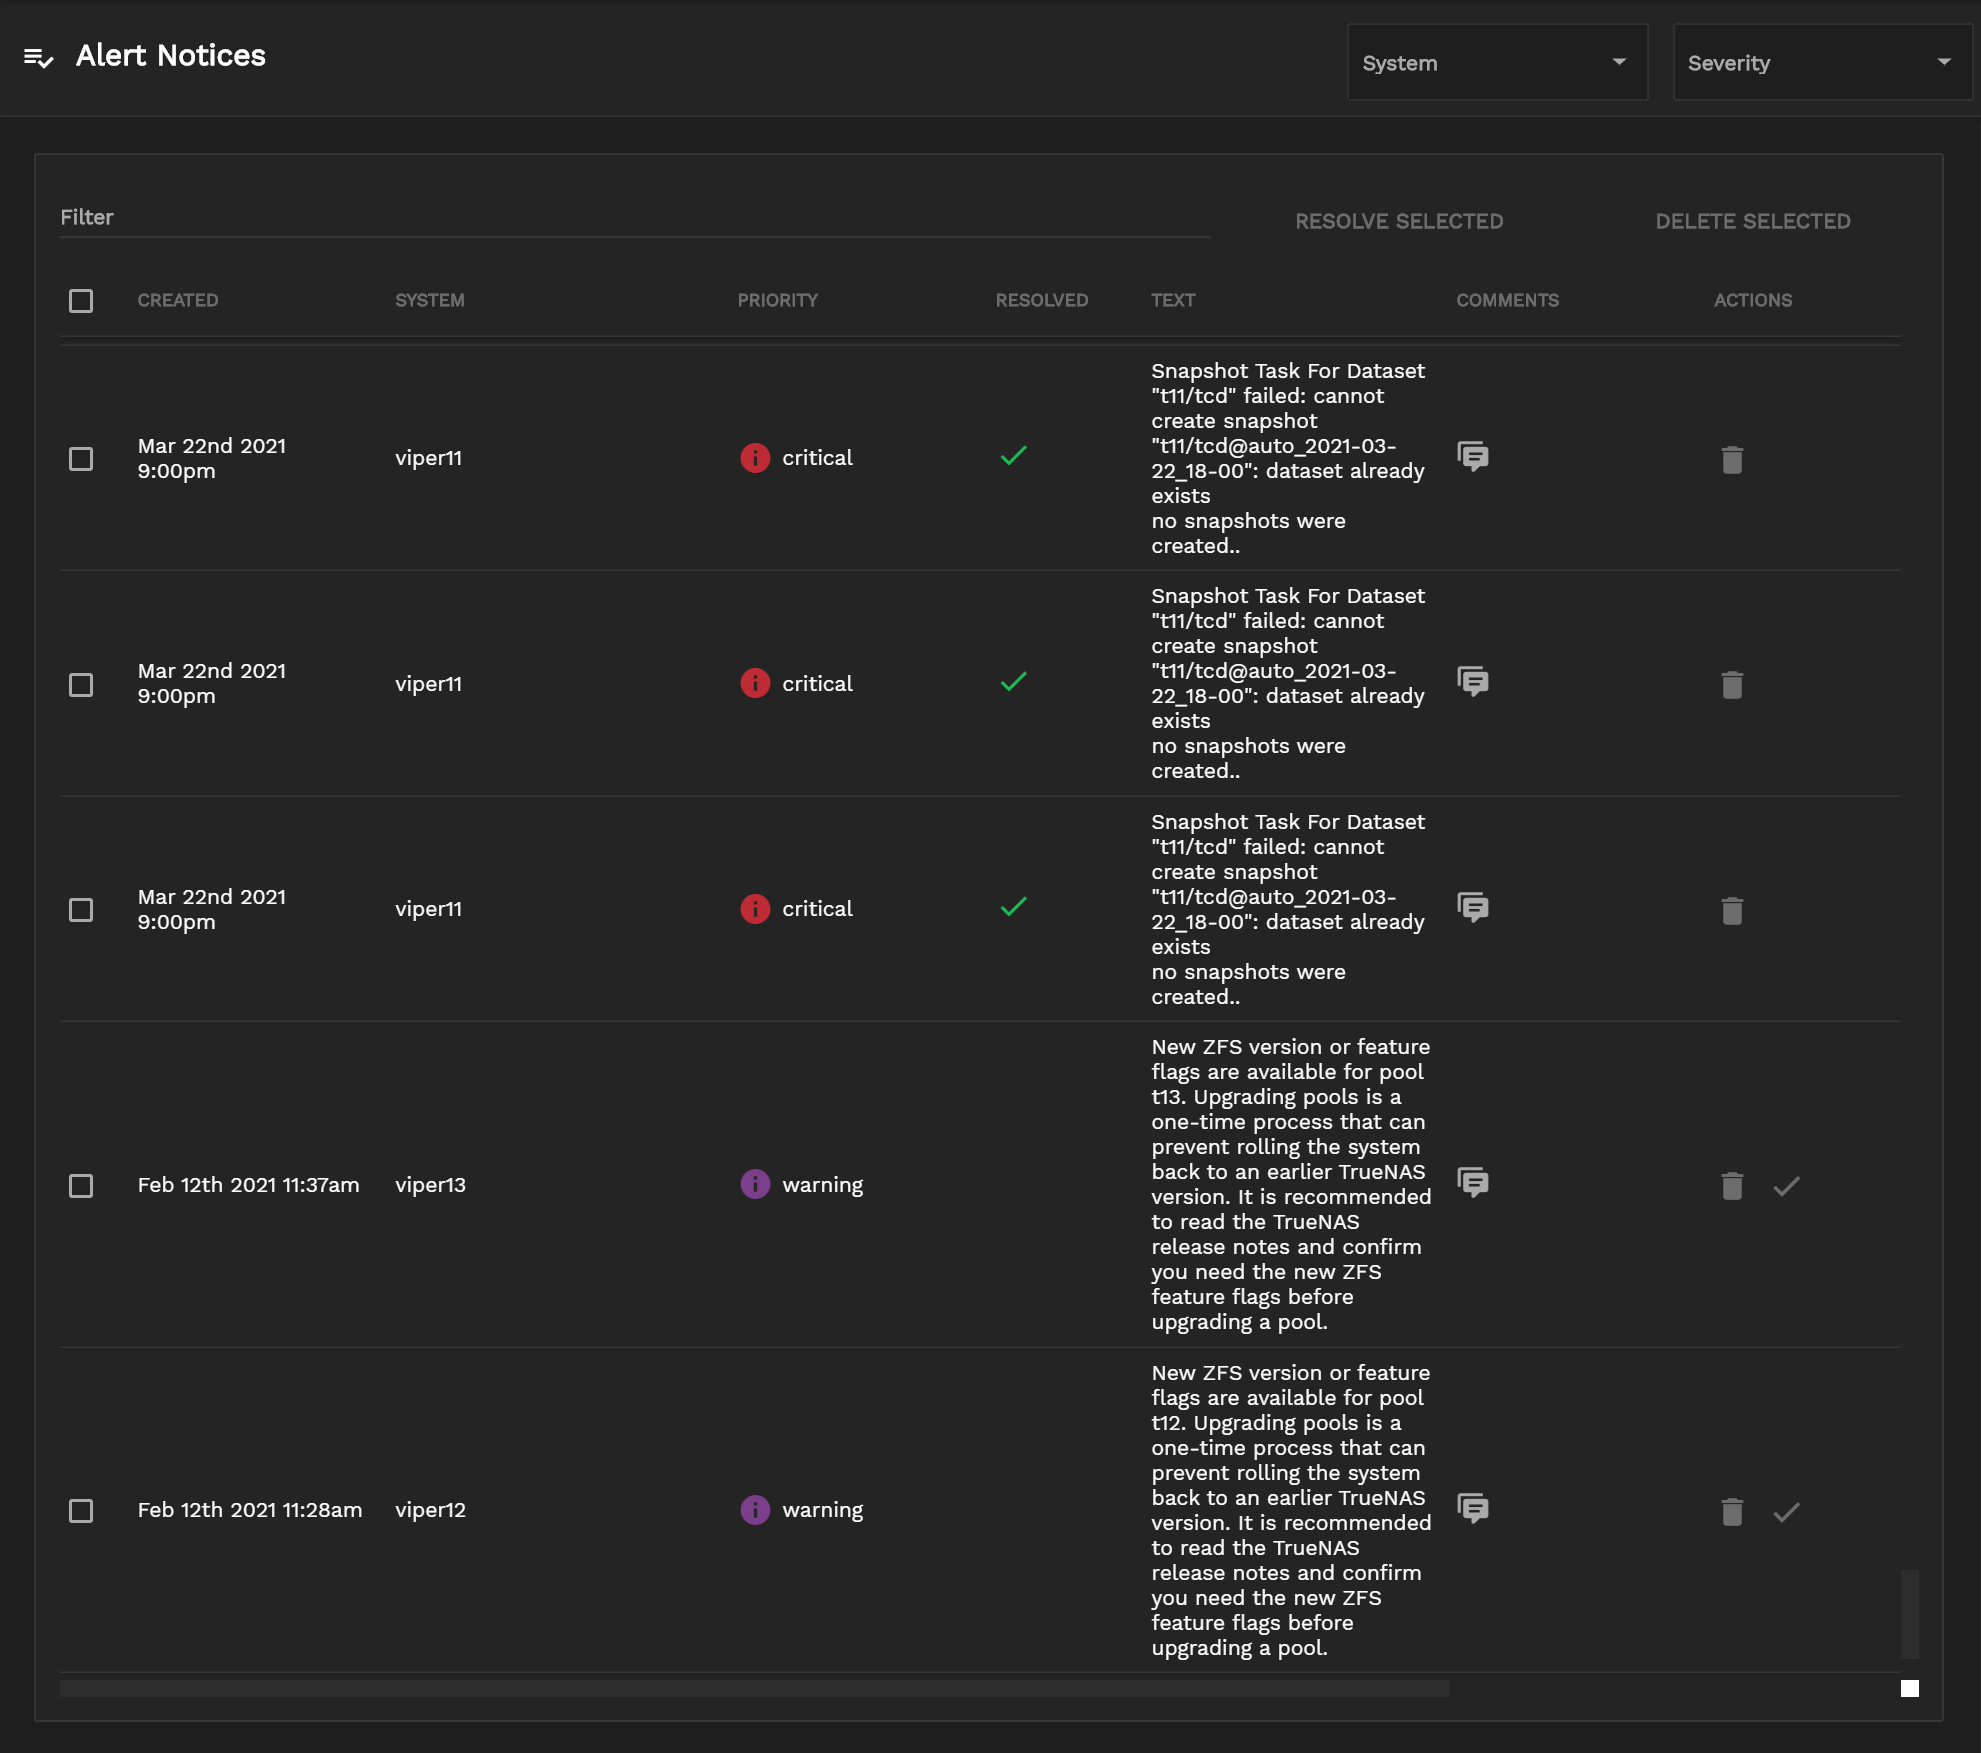 Alert Notices
System
Severity
Filter
RESOLVE SELECTED
DELETE SELECTED
CREATED SYSTEM PRIORITY RESOLVED TEXT COMMENTS ACTIONS
Mar 22nd 2021
9:00pm
viper11
critical
Snapshot Task For Dataset
"t11/tcd" failed: cannot
create snapshot
"t11/tcd@auto_2021-03-
22_18-00": dataset already
exists
no snapshots were
created..
Mar 22nd 2021
9:00pm
viper11
critical
Snapshot Task For Dataset
"t11/tcd" failed: cannot
create snapshot
"t11/tcd@auto_2021-03-
22_18-00": dataset already
exists
no snapshots were
created..
Mar 22nd 2021
9:00pm
viper11
critical
Snapshot Task For Dataset
"t11/tcd" failed: cannot
create snapshot
"t11/tcd@auto_2021-03-
22_18-00": dataset already
exists
no snapshots were
created..
Feb 12th 2021 11:37am
viper13
warning
New ZFS version or feature
flags are available for pool
t13. Upgrading pools is a
one-time process that can
prevent rolling the system
back to an earlier TrueNAS
version. It is recommended
to read the TrueNAS
release notes and confirm
you need the new ZFS
feature flags before
upgrading a pool.
Feb 12th 2021 11:28am
viper12
warning
New ZFS version or feature
flags are available for pool
t12. Upgrading pools is a
one-time process that can
prevent rolling the system
back to an earlier TrueNAS
version. It is recommended
to read the TrueNAS
release notes and confirm
you need the new ZFS
feature flags before
upgrading a pool.